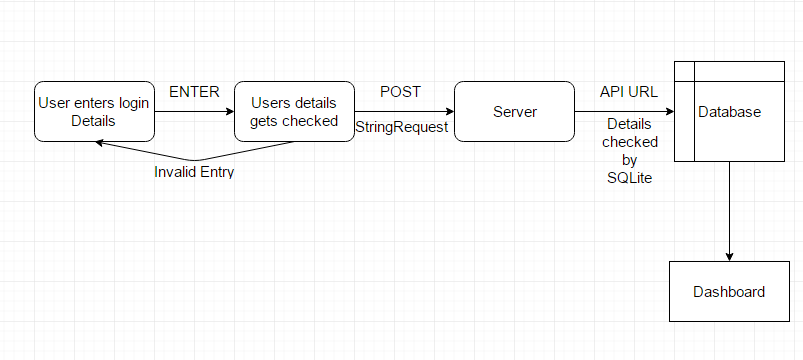 User enters login
Details
ENTER
Users details
gets checked
Invalid Entry
POST
StringRequest
Server
API URL
Details
checked
by
SQLite
Database
Dashboard